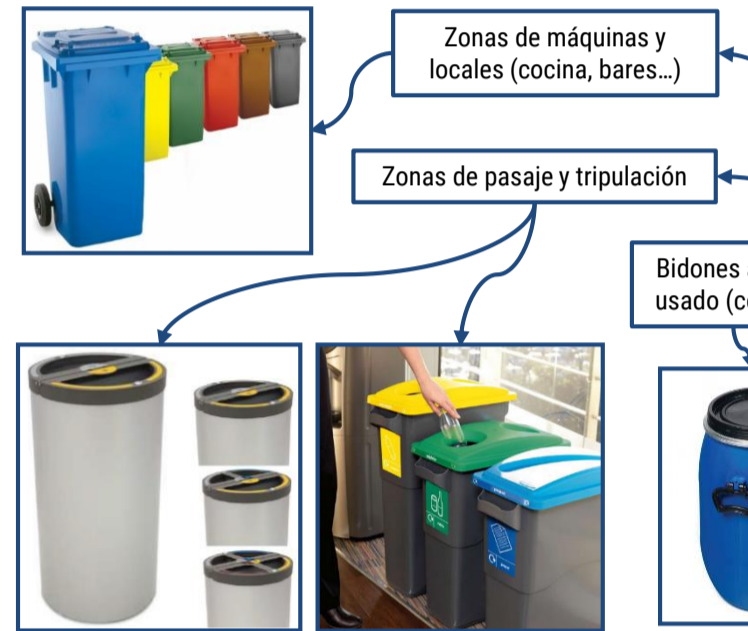 Zonas de máquinas y
locales (cocina, bares…)
Zonas de pasaje y tripulación
Bidones
usado